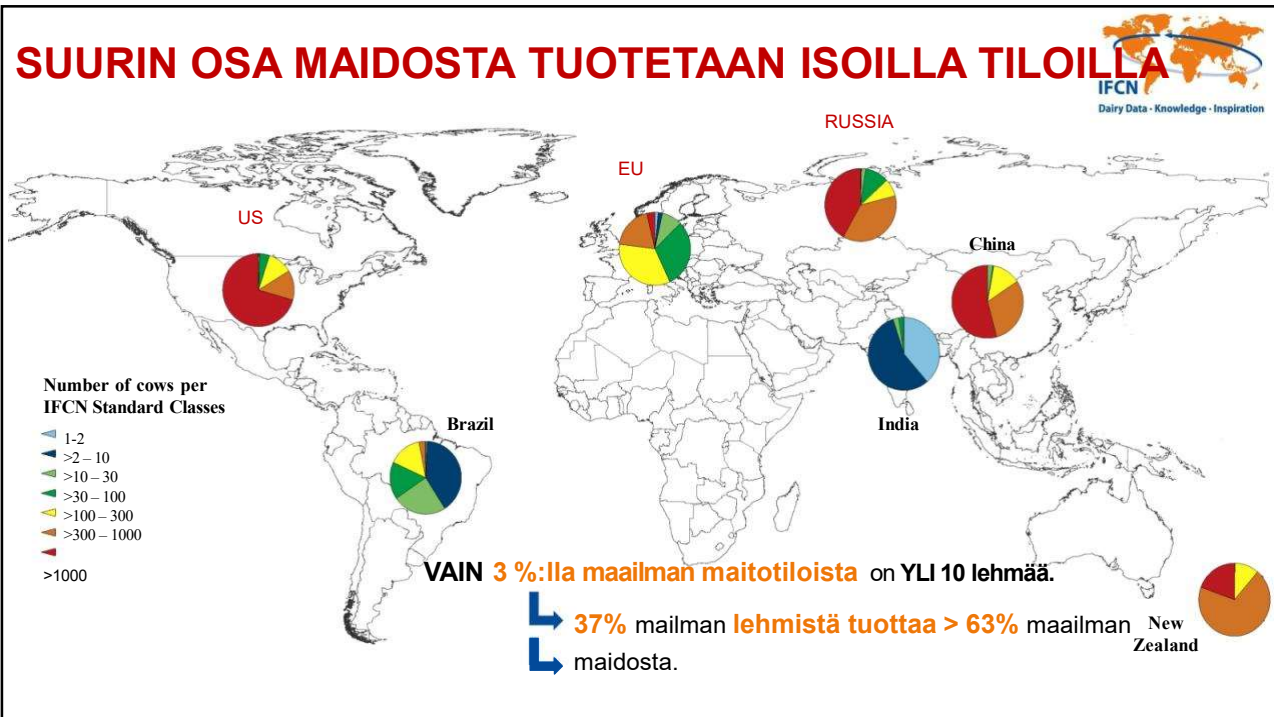 SUURIN OSA MAIDOSTA TUOTETAAN ISOILLA TILOILLA
IFCN
Dairy Data - Knowledge - Inspiration
RUSSIA
EU
US
China
Number of cows per
IFCN Standard Classes
1-2
>2 – 10
>10 – 30
>30 – 100
>100 – 300
>300 – 1000
>1000
Brazil
India
VAIN 3 %:lla maailman maitotiloista on YLI 10 lehmää.
37% mailman lehmistä tuottaa > 63% maailman
maidosta.
New
Zealand